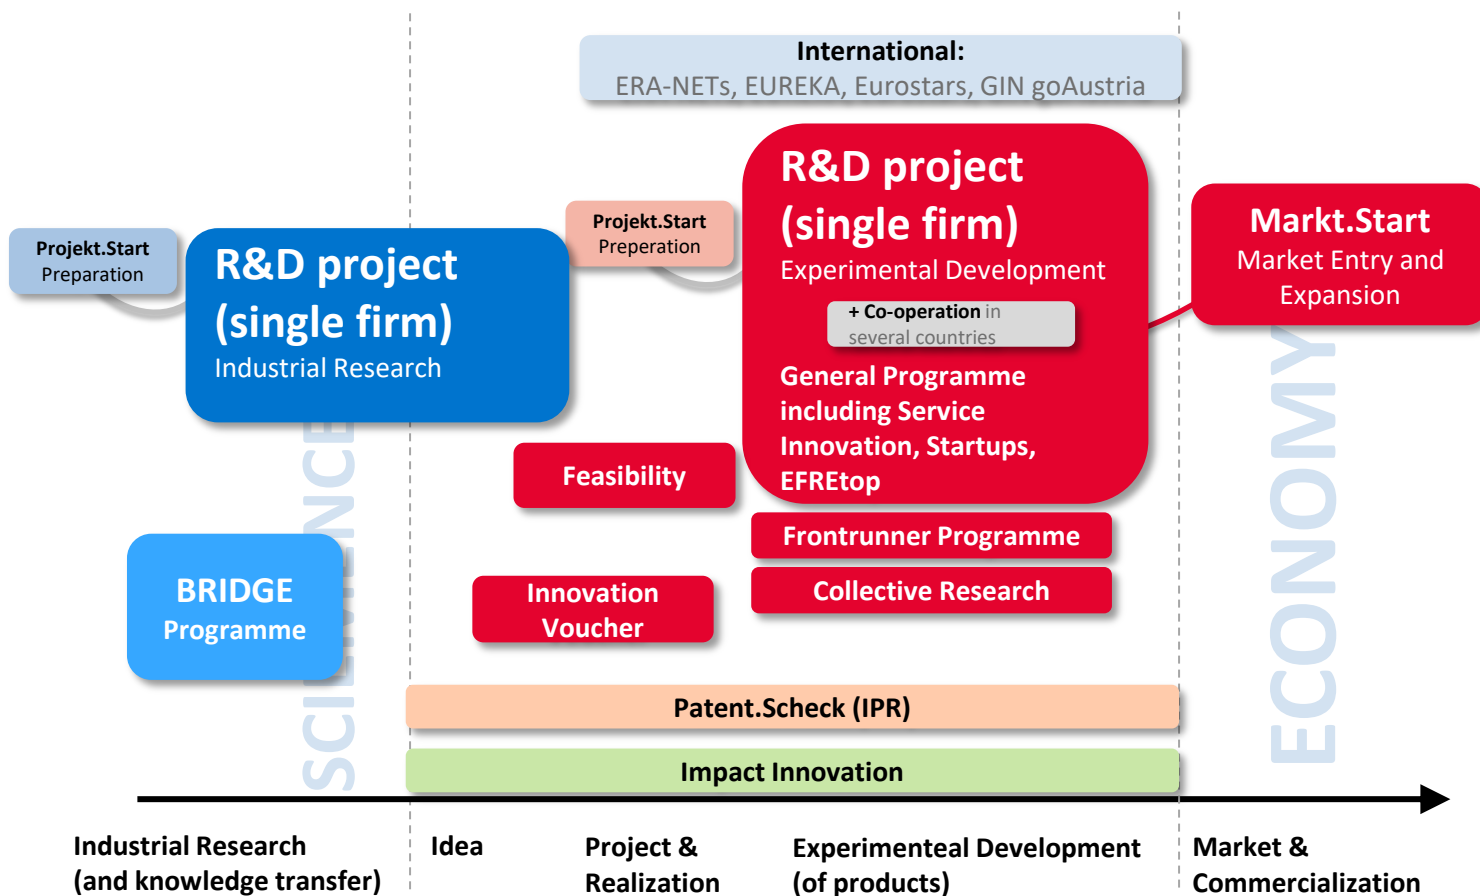 International:
ERA-NETs, EUREKA, Eurostars, GIN goAustria
Projekt.Start
Preparation
R&D project
(single firm)
Industrial Research
Projekt.Start
Preperation
R&D project
(single firm)
Experimental Development
+ Co-operation in
several countries
General Programme
including Service
Innovation, Startups,
EFREtop
Markt.Start
Market Entry and
Expansion
Feasibility
Frontrunner Programme
Collective Research
BRIDGE
Programme
Innovation
Voucher
ECONOMY
Patent.Scheck (IPR)
Impact Innovation
Industrial Research
(and knowledge transfer)
Idea
Project &
Realization
Experimenteal Development
(of products)
Market &
Commercialization